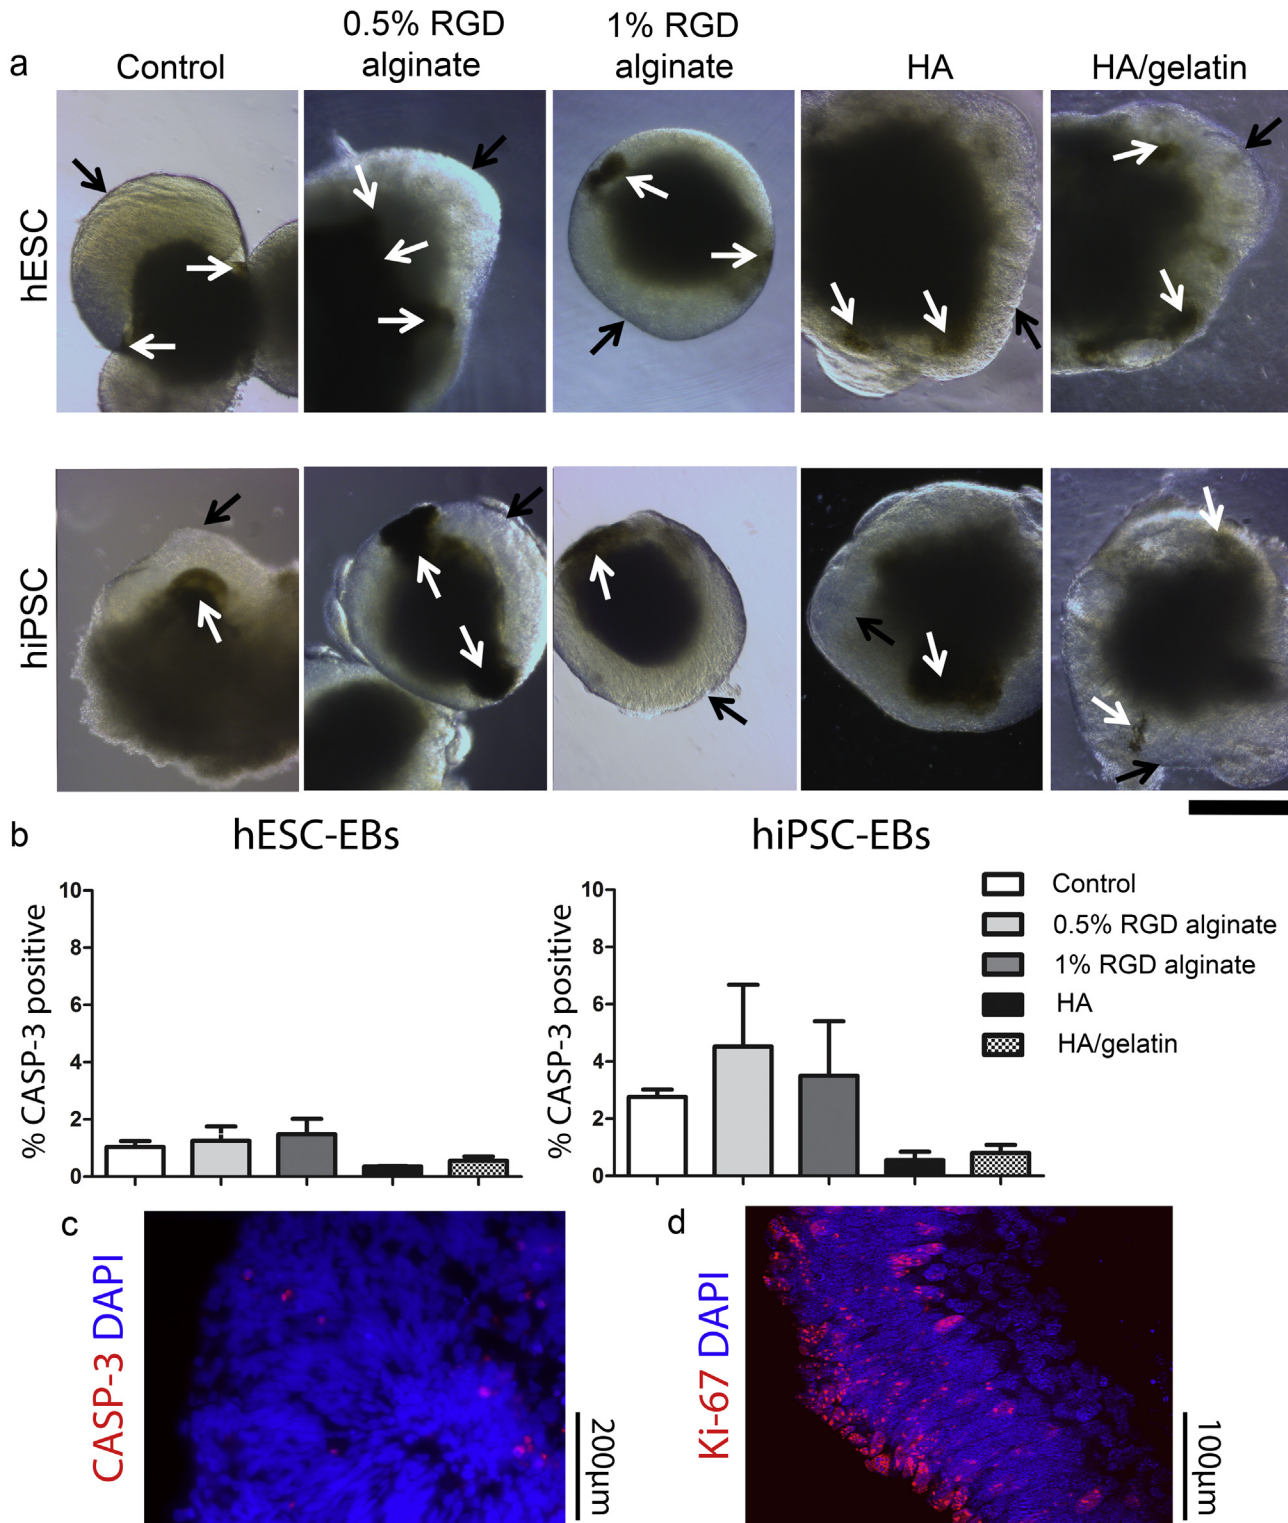 a
Control
0.5% RGD
alginate
1% RGD
alginate
HA
HA/gelatin
hESC
hiPSC
b
hESC-EBs
hiPSC-EBs
% CASP-3 positive
10
8
6
4
2
0
% CASP-3 positive
10
8
6
4
2
0
Control
0.5% RGD alginate
1% RGD alginate
HA
HA/gelatin
c
CASP-3 DAPI
200µm
d
Ki-67 DAPI
100µm